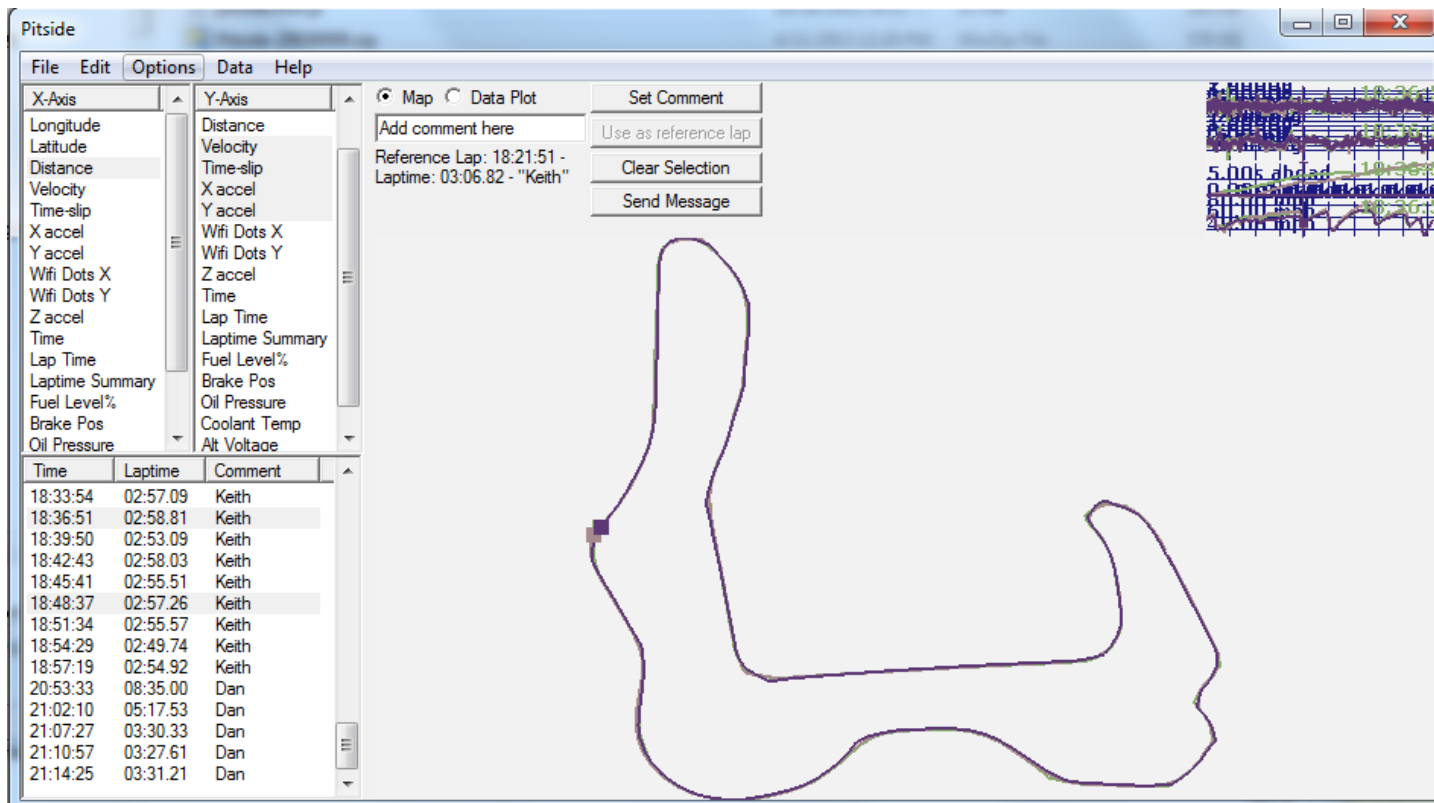 Pitside
File Edit Options Data Help
X-Axis
Longitude
Latitude
Distance
Velocity
Time-slip
X accel
Y accel
Wifi Dots X
Wifi Dots Y
Z accel
Time
Lap Time
Laptime Summary
Fuel Level%
Brake Pos
Oil Pressure
Y-Axis
Distance
Velocity
Time-slip
X accel
Y accel
Wifi Dots X
Wifi Dots Y
Z accel
Time
Lap Time
Laptime Summary
Fuel Level%
Brake Pos
Oil Pressure
Coolant Temp
Alt Voltage
Map Data Plot
Add comment here
Reference Lap: 18:21:51 -
Laptime: 03:06.82 - "Keith"
Set Comment
Use as reference lap
Clear Selection
Send Message
5.00s ahead
Time Laptime Comment
18:33:54 02:57.09 Keith
18:36:51 02:58.81 Keith
18:39:50 02:53.09 Keith
18:42:43 02:58.03 Keith
18:45:41 02:55.51 Keith
18:48:37 02:57.26 Keith
18:51:34 02:55.57 Keith
18:54:29 02:49.74 Keith
18:57:19 02:54.92 Keith
20:53:33 08:35.00 Dan
21:02:10 05:17.53 Dan
21:07:27 03:30.33 Dan
21:10:57 03:27.61 Dan
21:14:25 03:31.21 Dan